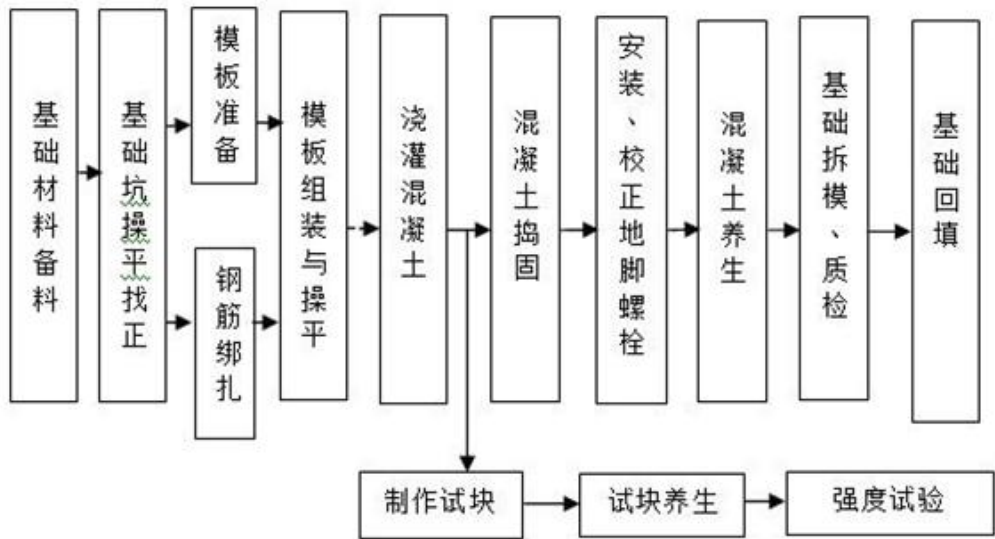 基础材料备料
基础坑操平找正
模板准备
钢筋绑扎
模板组装与操平
浇灌混凝土
混凝土捣固
安装、校正地脚螺栓
混凝土养生
基础拆模、质检
基础回填
制作试块
试块养生
强度试验